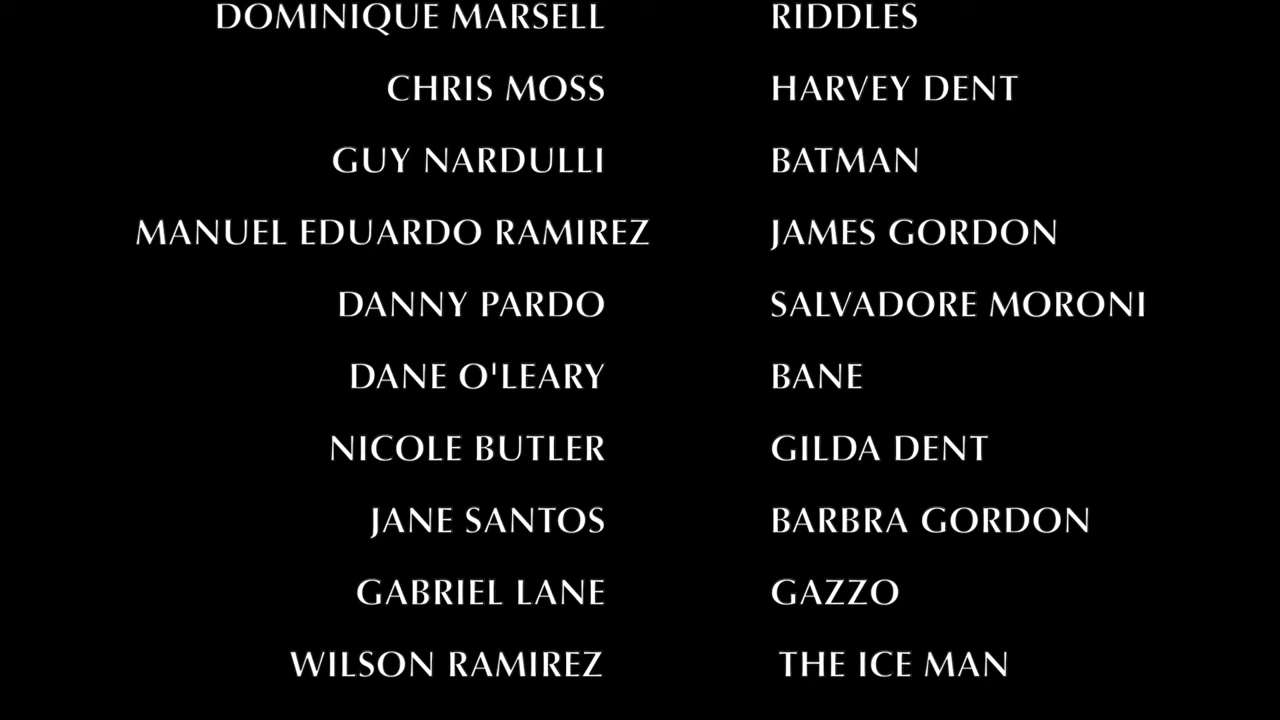 DOMINIQUE MARSELL RIDDLES
CHRIS MOSS HARVEY DENT
GUY NARDULLI BATMAN
MANUEL EDUARDO RAMIREZ JAMES GORDON
DANNY PARDO SALVADORE MORONI
DANE O'LEARY BANE
NICOLE BUTLER GILDA DENT
JANE SANTOS BARBRA GORDON
GABRIEL LANE GAZZO
WILSON RAMIREZ THE ICE MAN